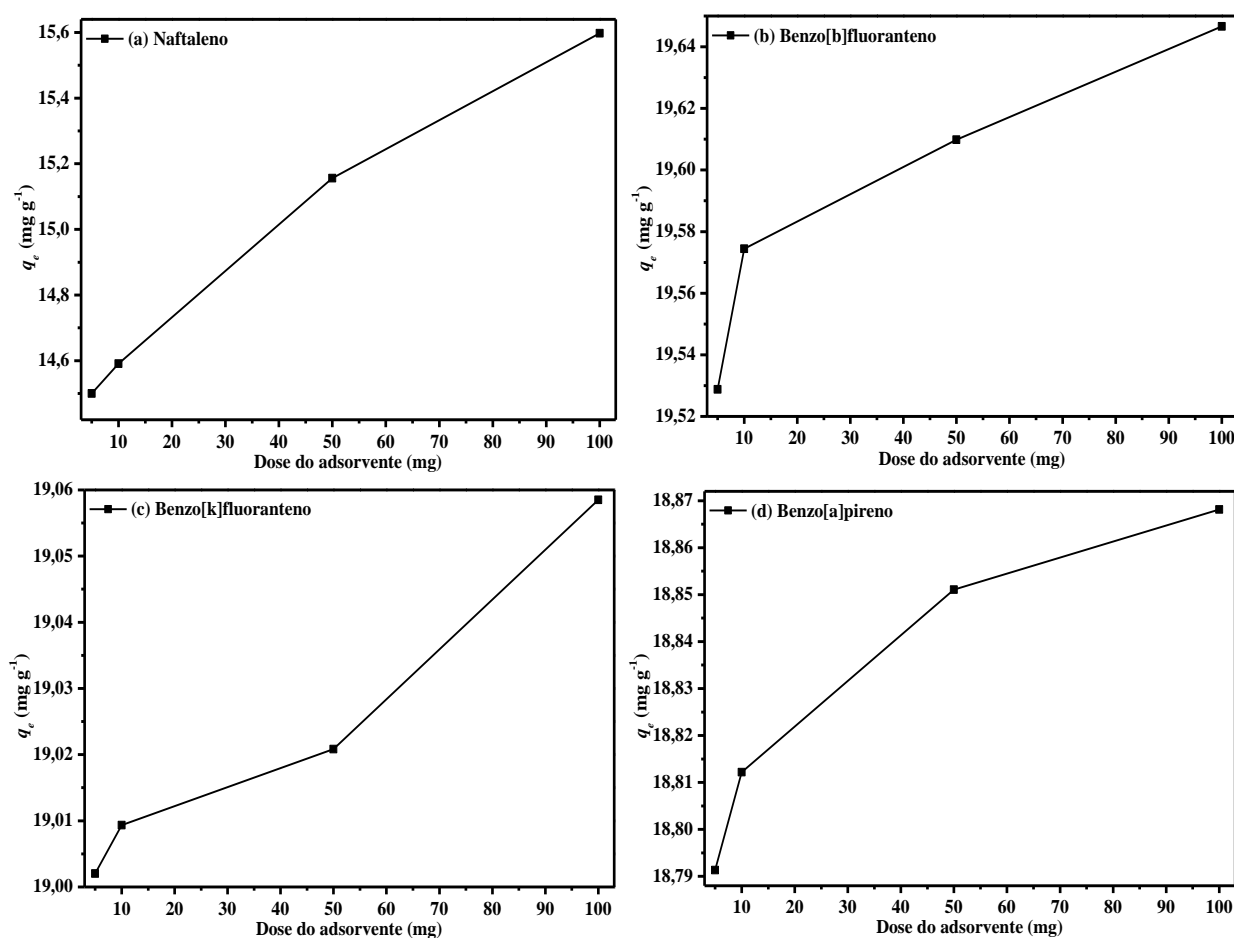 (a) Naftaleno
15,6
15,4
15,2
15,0
14,8
14,6
qe (mg g-1)
10 20 30 40 50 60 70 80 90 100
Dose do adsorvente (mg)
(b) Benzo[b]fluoranteno
19,64
19,62
19,60
19,58
19,56
19,54
19,52
qe (mg g-1)
10 20 30 40 50 60 70 80 90 100
Dose do adsorvente (mg)
(c) Benzo[k]fluoranteno
19,06
19,05
19,04
19,03
19,02
19,01
19,00
qe (mg g-1)
10 20 30 40 50 60 70 80 90 100
Dose do adsorvente (mg)
(d) Benzo[a]pireno
18,87
18,86
18,85
18,84
18,83
18,82
18,81
18,80
18,79
qe (mg g-1)
10 20 30 40 50 60 70 80 90 100
Dose do adsorvente (mg)